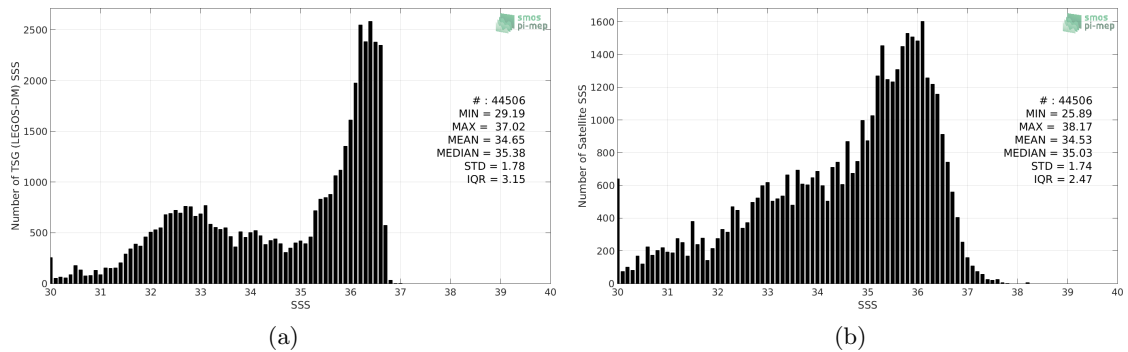 smos
pi-mep
Number of TSG (LEGOS-DM) SSS
2500
2000
1500
1000
500
0
# : 44506
MIN = 29.19
MAX = 37.02
MEAN = 34.65
MEDIAN = 35.38
STD = 1.78
IQR = 3.15
30 31 32 33 34 35 36 37 38 39 40
SSS
(a)
smos
pi-mep
Number of Satellite SSS
1600
1400
1200
1000
800
600
400
200
0
# : 44506
MIN = 25.89
MAX = 38.17
MEAN = 34.53
MEDIAN = 35.03
STD = 1.74
IQR = 2.47
30 31 32 33 34 35 36 37 38 39 40
SSS
(b)